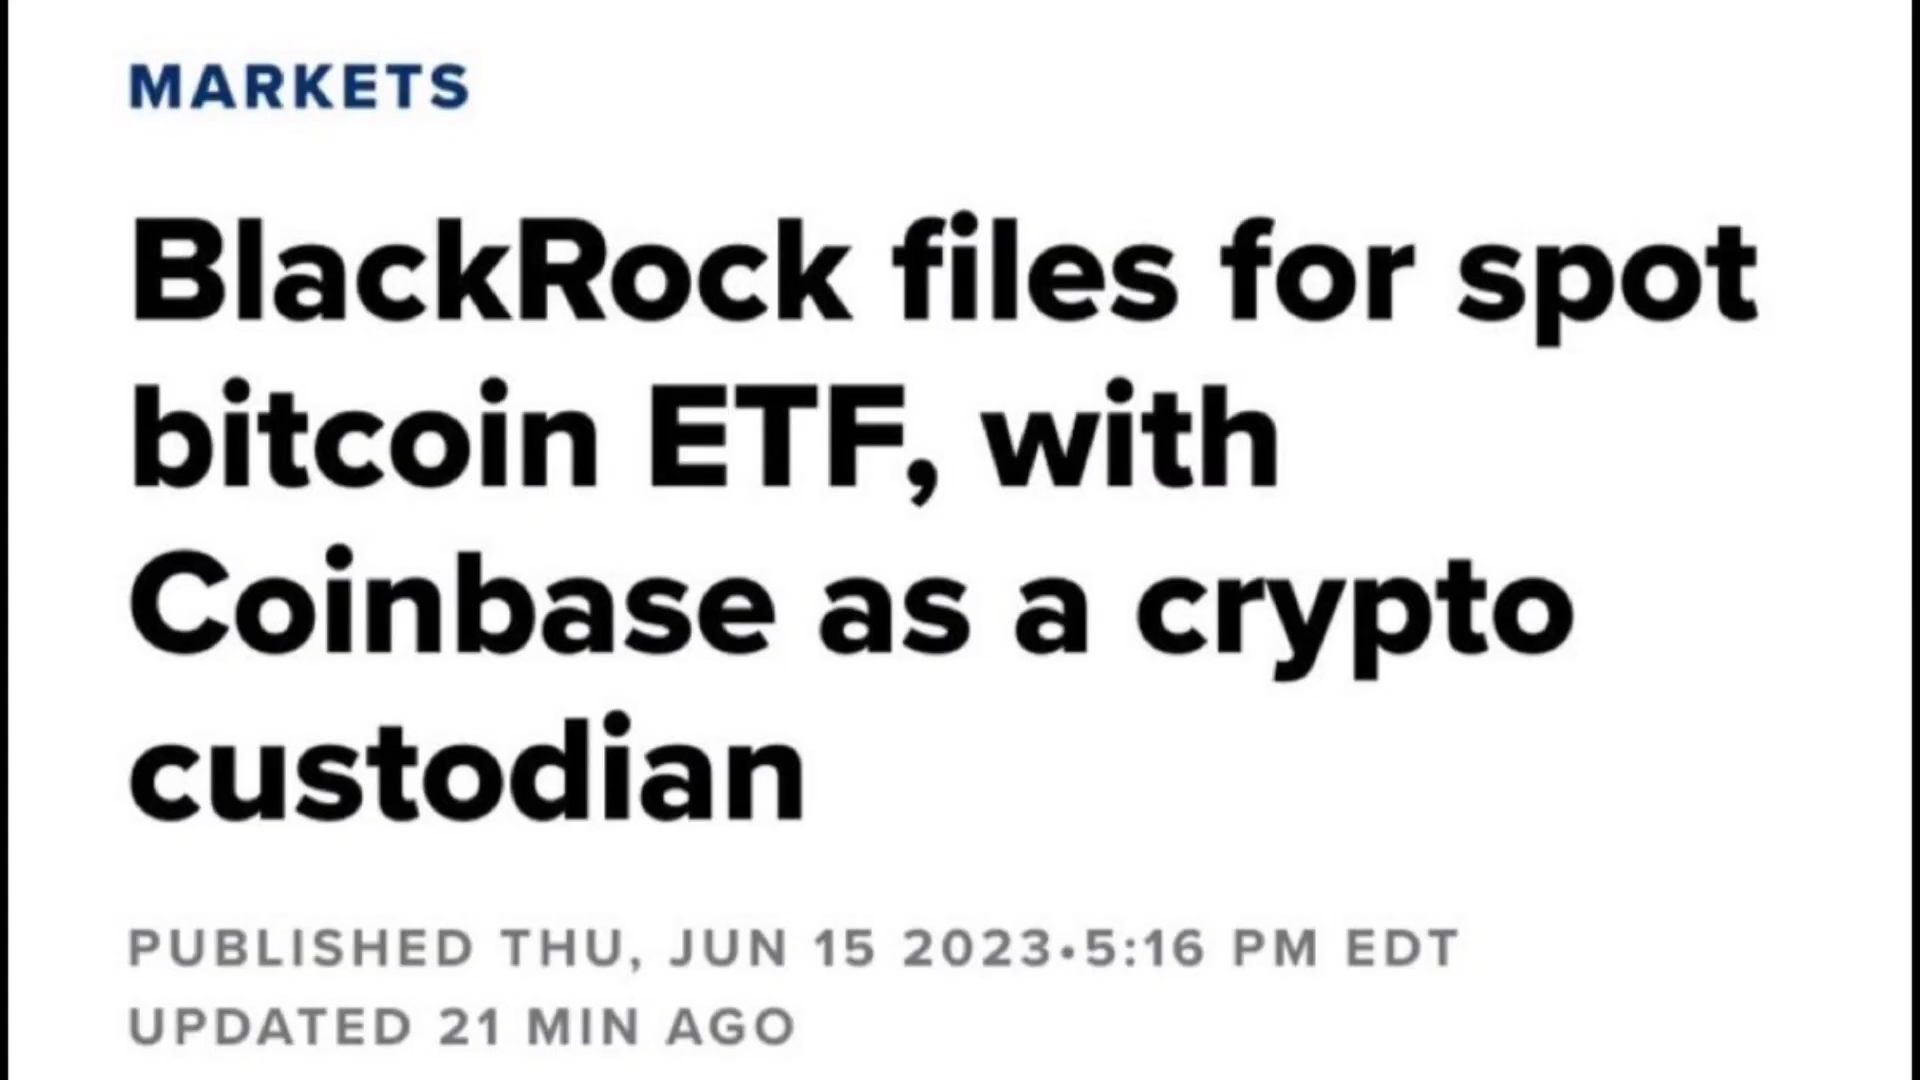 MARKETS
BlackRock files for spot
bitcoin ETF, with
Coinbase as a crypto
custodian
PUBLISHED THU, JUN 15 2023•5:16 PM EDT
UPDATED 21 MIN AGO